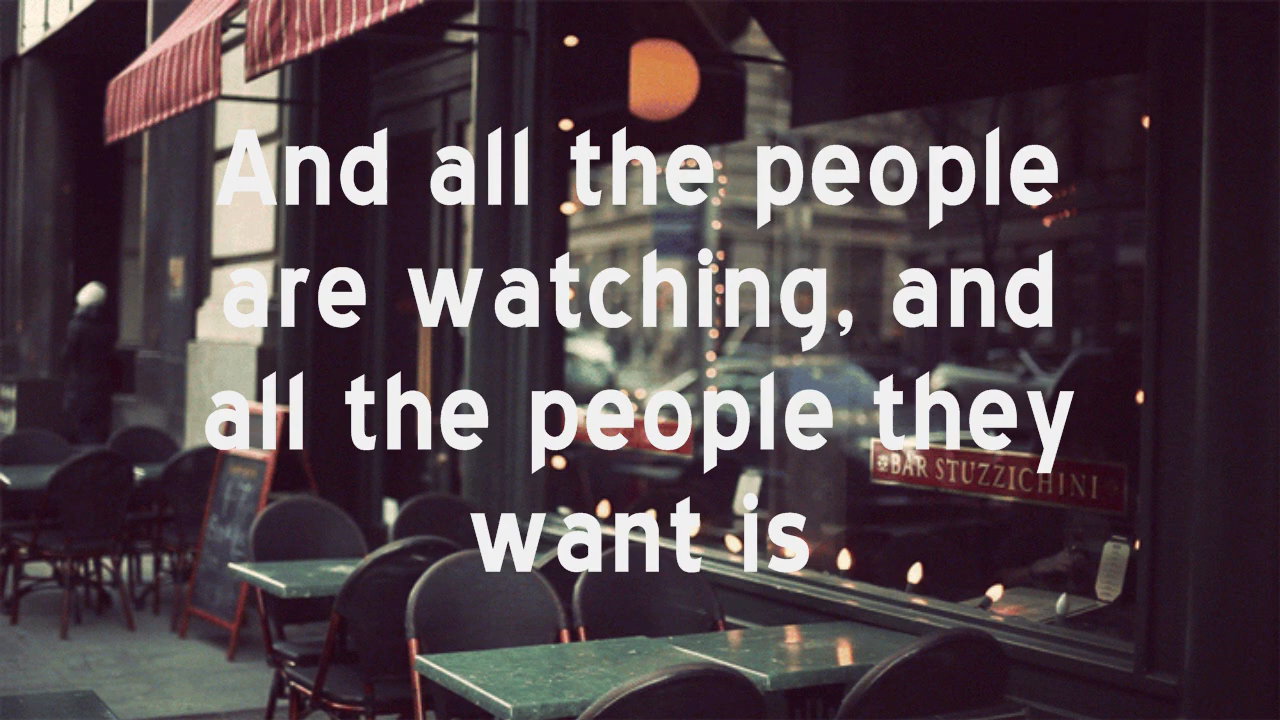 And all the people
are watching, and
all the people they
want is
BAR STUZZICHINI